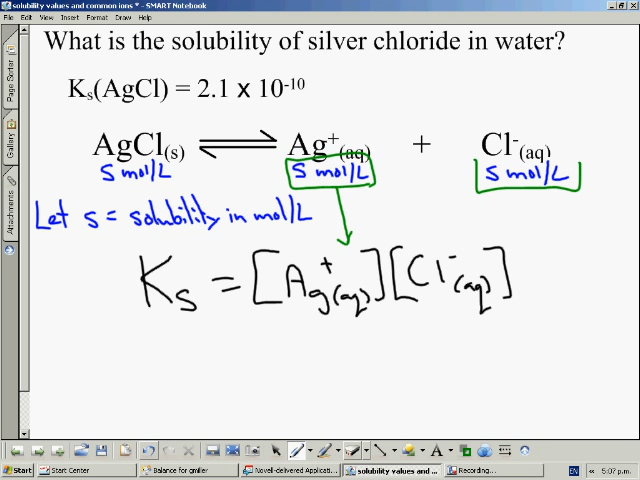 solubility values and common ions * - SMART Notebook
File Edit View Insert Format Draw Help
Page Sorter
Gallery
Attachments
What is the solubility of silver chloride in water?
Kₛ(AgCl) = 2.1 x 10⁻¹⁰
AgCl(s) ⇌ Ag⁺(aq) + Cl⁻(aq)
s mol/L s mol/L s mol/L
Let s = solubility in mol/L
Kₛ = [Ag⁺(aq)][Cl⁻(aq)]
Start Start Center Balance for gmiller Novell-delivered Applicati... solubility values and ... Recording... EN « 5:07 p.m.